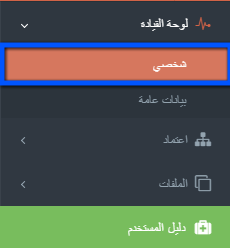 لوحة القيادة
شخصي
بيانات عامة
اعتماد
الملفات
دليل المستخدم